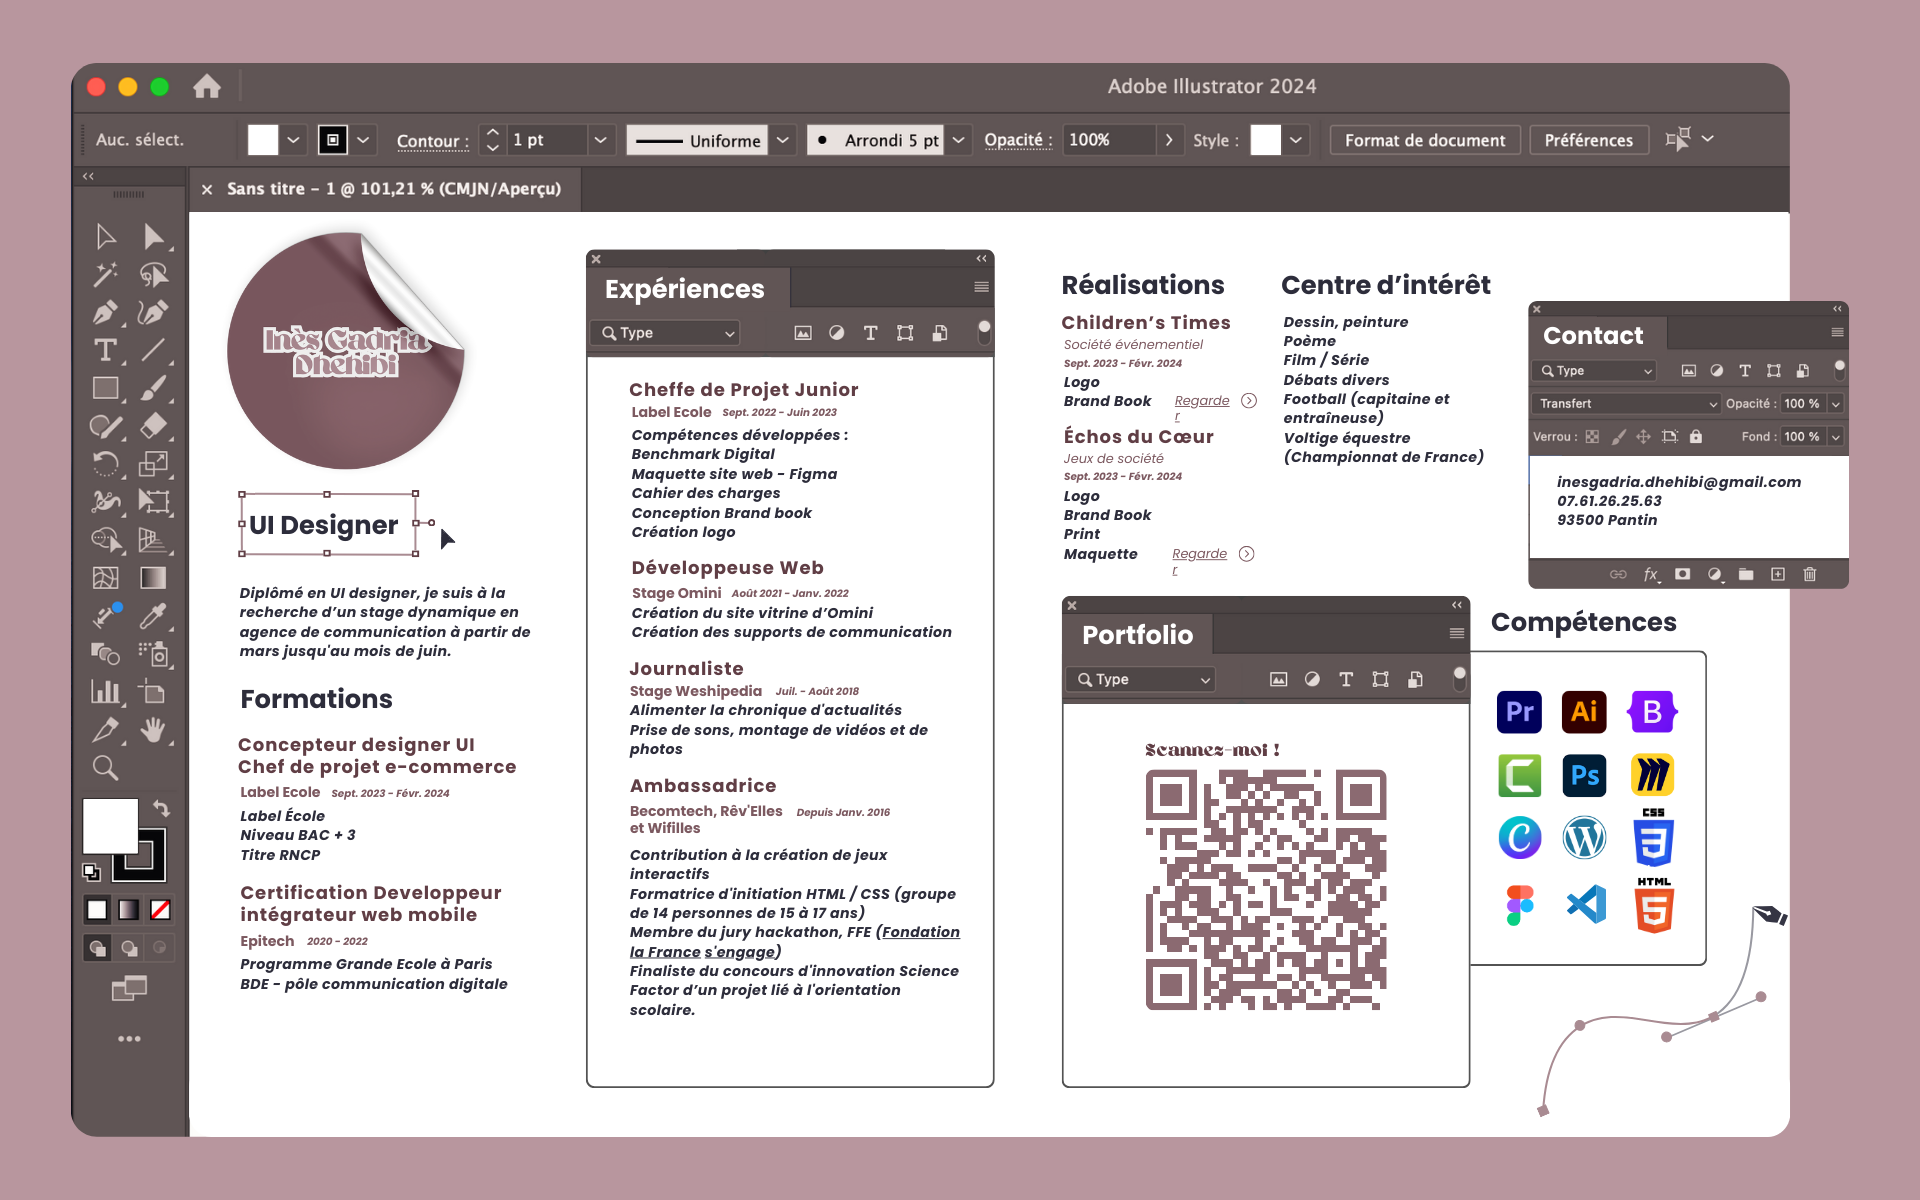 Adobe Illustrator 2024
Auc. sélect.
Contour :
1 pt
Uniforme
Arrondi 5 pt
Opacité :
100%
Style :
Format de document
Préférences
Sans titre - 1 @ 101,21 % (CMJN/Aperçu)
Inès Gadria
Dhehibi
UI Designer
Diplômé en UI designer, je suis à la
recherche d’un stage dynamique en
agence de communication à partir de
mars jusqu'au mois de juin.
Formations
Concepteur designer UI
Chef de projet e-commerce
Label Ecole Sept. 2023 - Févr. 2024
Label École
Niveau BAC + 3
Titre RNCP
Certification Developpeur
intégrateur web mobile
Epitech 2020 - 2022
Programme Grande Ecole à Paris
BDE - pôle communication digitale
Expériences
Type
Cheffe de Projet Junior
Label Ecole Sept. 2022 - Juin 2023
Compétences développées :
Benchmark Digital
Maquette site web - Figma
Cahier des charges
Conception Brand book
Création logo
Développeuse Web
Stage Omini Août 2021 - Janv. 2022
Création du site vitrine d’Omini
Création des supports de communication
Journaliste
Stage Weshipedia Juil. - Août 2018
Alimenter la chronique d'actualités
Prise de sons, montage de vidéos et de
photos
Ambassadrice
Becomtech, Rêv'Elles Depuis Janv. 2016
et Wifilles
Contribution à la création de jeux
interactifs
Formatrice d'initiation HTML / CSS (groupe
de 14 personnes de 15 à 17 ans)
Membre du jury hackathon, FFE (Fondation
la France s'engage)
Finaliste du concours d'innovation Science
Factor d’un projet lié à l'orientation
scolaire.
Réalisations
Children’s Times
Société événementiel
Sept. 2023 - Févr. 2024
Logo
Brand Book
Regarde
r
Échos du Cœur
Jeux de société
Sept. 2023 - Févr. 2024
Logo
Brand Book
Print
Maquette
Regarde
r
Centre d’intérêt
Dessin, peinture
Poème
Film / Série
Débats divers
Football (capitaine et
entraîneuse)
Voltige équestre
(Championnat de France)
Contact
Type
Transfert
Opacité : 100 %
Verrou :
Fond : 100 %
inesgadria.dhehibi@gmail.com
07.61.26.25.63
93500 Pantin
fx
Portfolio
Type
Scannez-moi !
Compétences
Pr
Ai
B
C
Ps
C
W
CSS
3
HTML
5